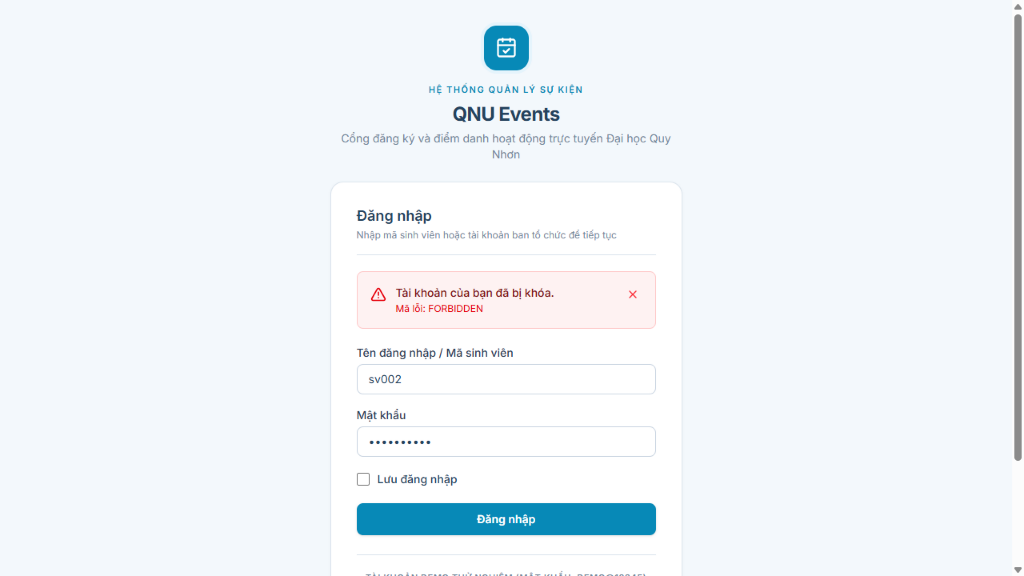 HỆ THỐNG QUẢN LÝ SỰ KIỆN
QNU Events
Cổng đăng ký và điểm danh hoạt động trực tuyến Đại học Quy
Nhơn
Đăng nhập
Nhập mã sinh viên hoặc tài khoản ban tổ chức để tiếp tục
Tài khoản của bạn đã bị khóa.
Mã lỗi: FORBIDDEN
Tên đăng nhập / Mã sinh viên
sv002
Mật khẩu
••••••••••
Lưu đăng nhập
Đăng nhập